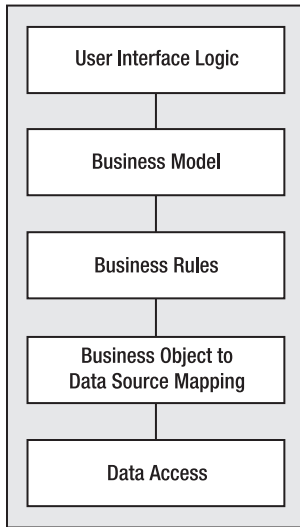 User Interface Logic
Business Model
Business Rules
Business Object to
Data Source Mapping
Data Access